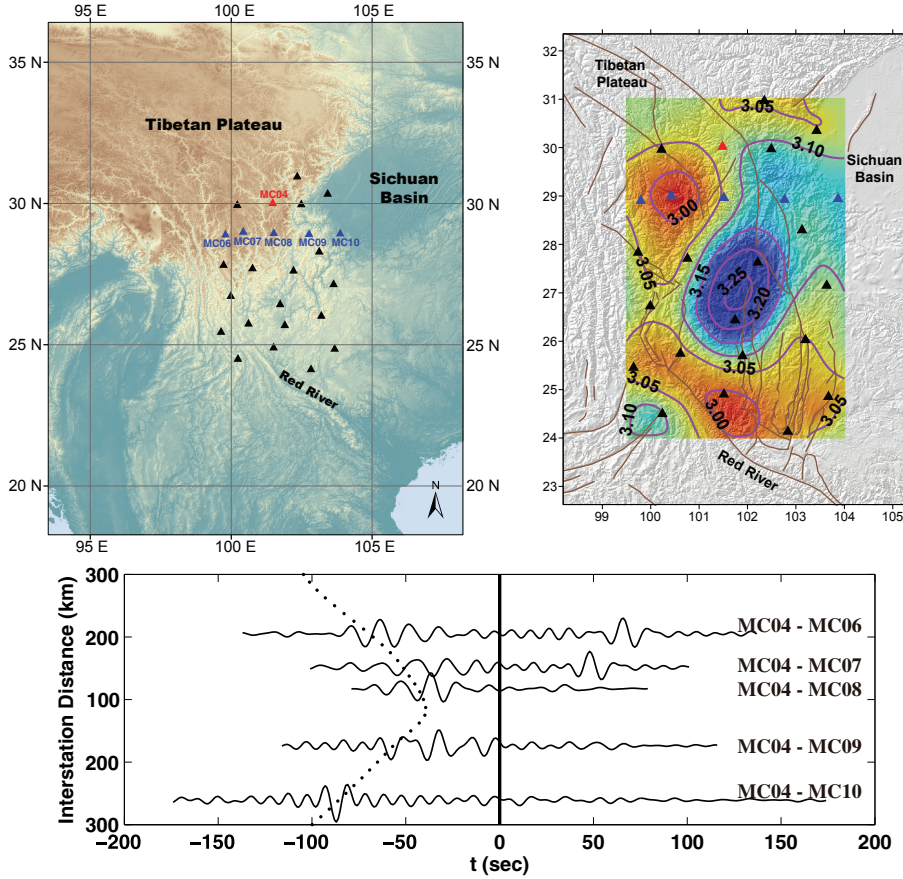 35 N
30 N
25 N
20 N
95 E
100 E
105 E
Tibetan Plateau
MC04
Sichuan
Basin
MC06
MC07
MC08
MC09
MC10
Red River
N
35 N
30 N
25 N
20 N
95 E
100 E
105 E
32
31
30
29
28
27
26
25
24
23
Tibetan
Plateau
3.05
3.10
Sichuan
Basin
3.00
3.05
3.15
3.25
3.20
3.05
3.05
3.00
3.05
3.10
Red River
99
100
101
102
103
104
105
Interstation Distance (km)
300
200
100
200
300
MC04 - MC06
MC04 - MC07
MC04 - MC08
MC04 - MC09
MC04 - MC10
−200
−150
−100
−50
0
50
100
150
200
t (sec)